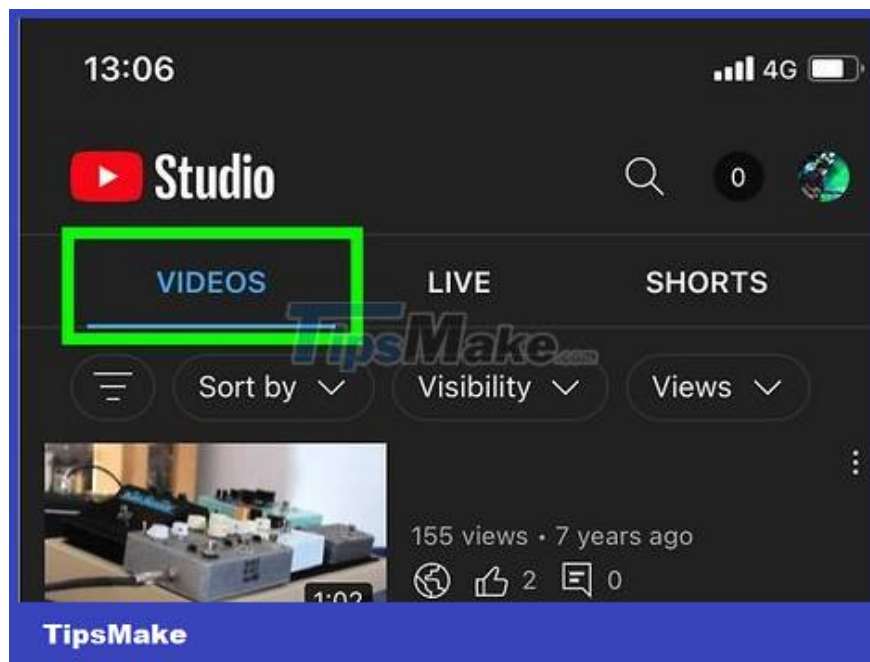 13:06 4G
Studio 0
VIDEOS LIVE SHORTS
TipsMake.com
Sort by Visibility Views
155 views • 7 years ago
2 0
1:02
TipsMake